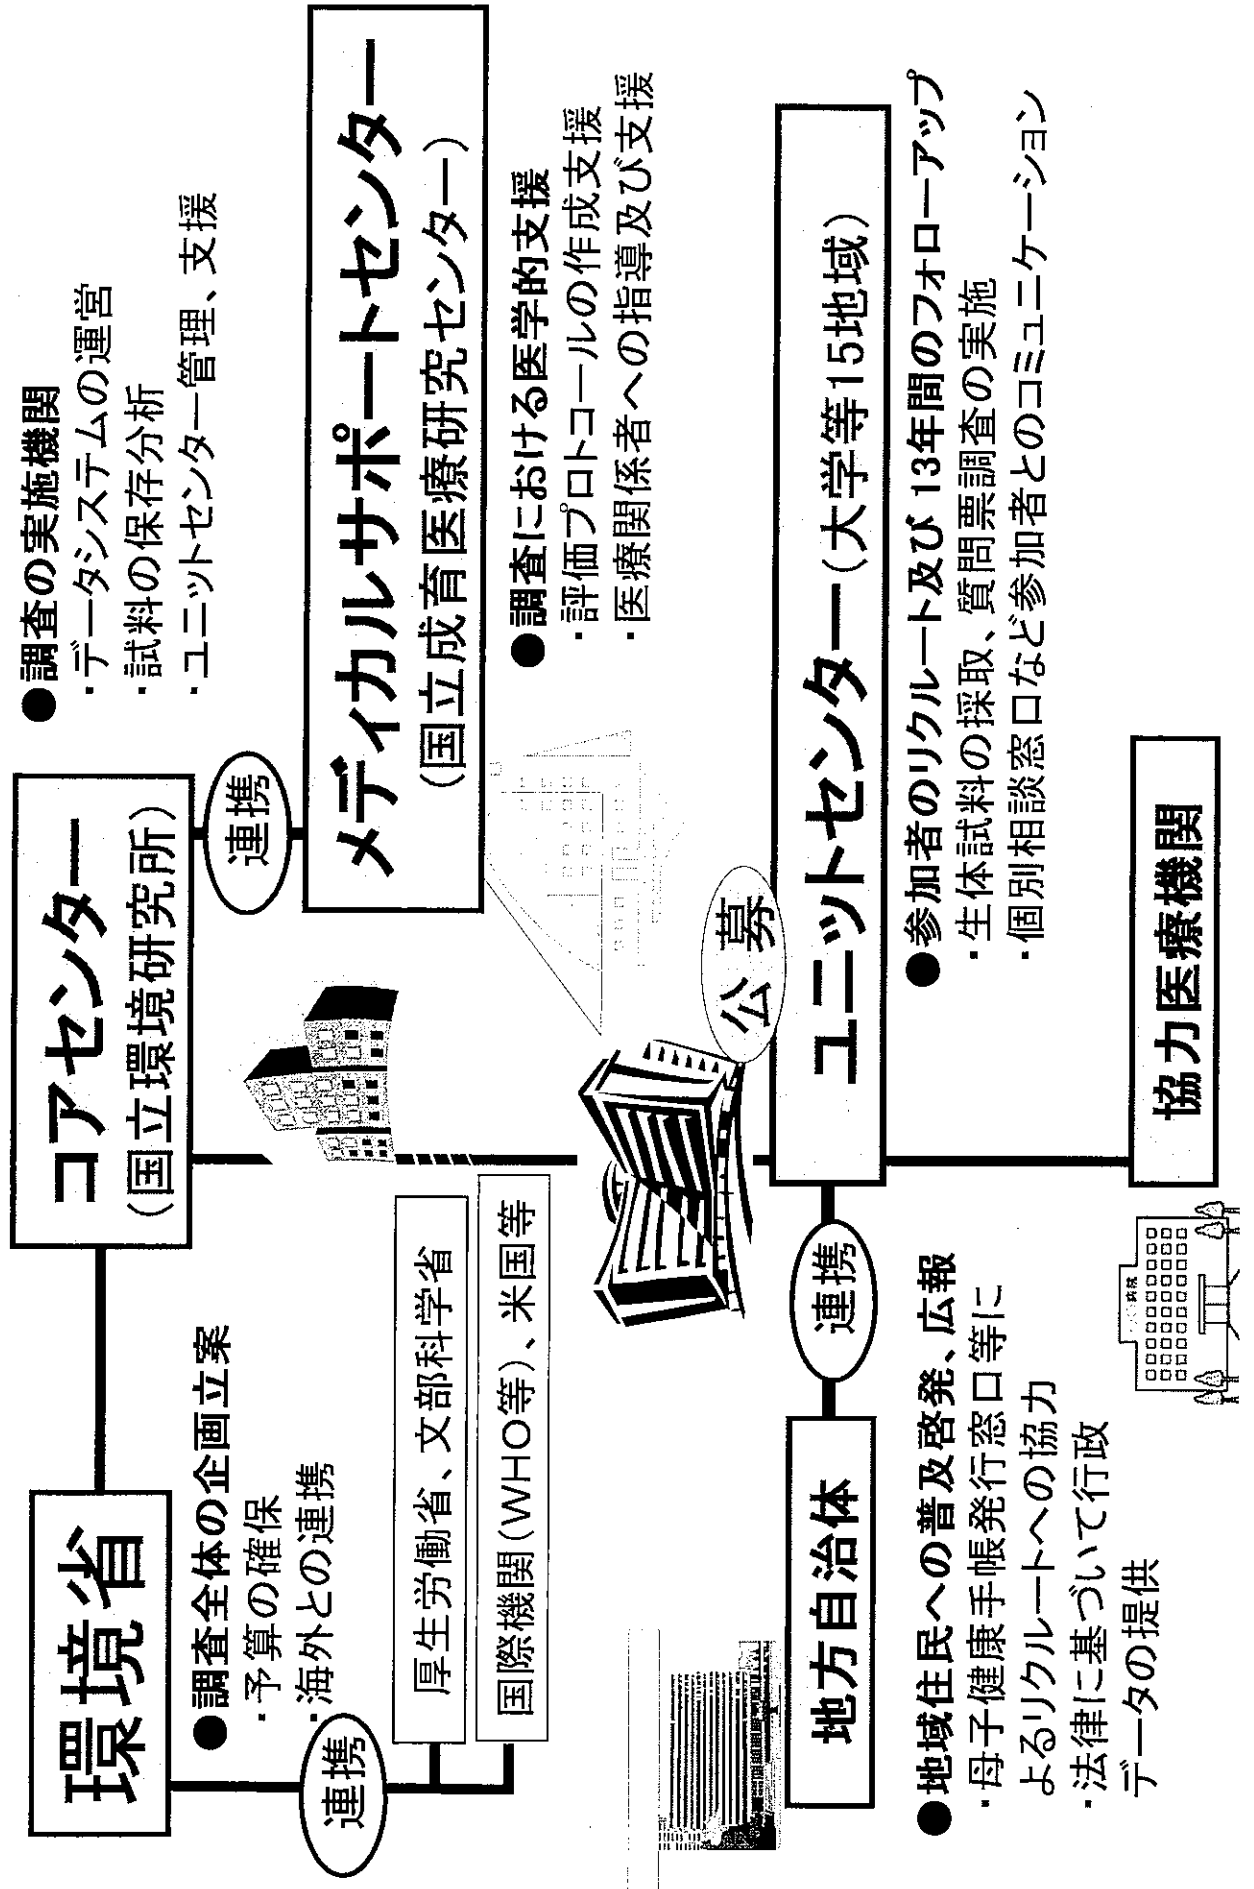 環境省
●調査全体の企画立案
・予算の確保
・海外との連携
連携
厚生労働省、文部科学省
国際機関(WHO等)、米国等
コアセンター
(国立環境研究所)
●調査の実施機関
・データシステムの運営
・試料の保存分析
・ユニットセンター管理、支援
連携
メディカルサポートセンター
(国立成育医療研究センター)
●調査における医学的支援
・評価プロトコールの作成支援
・医療関係者への指導及び支援
公募
ユニットセンター(大学等15地域)
●参加者のリクルート及び13年間のフォローアップ
・生体試料の採取、質問票調査の実施
・個別相談窓口など参加者とのコミュニケーション
連携
地方自治体
●地域住民への普及啓発、広報
・母子健康手帳発行窓口等に
よるリクルートへの協力
・法律に基づいて行政
データの提供
協力医療機関
病院